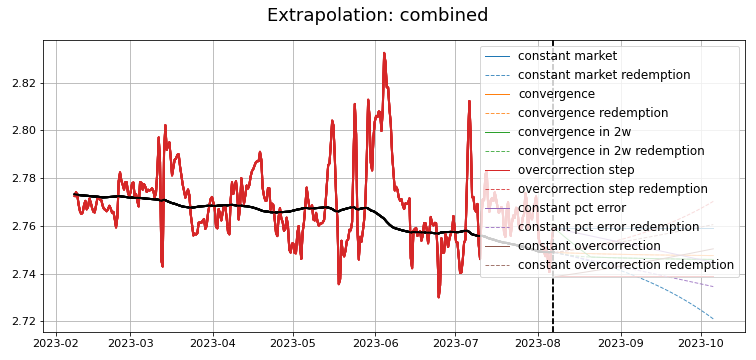 Extrapolation: combined
2.82
2.80
2.78
2.76
2.74
2.72
constant market
constant market redemption
convergence
convergence redemption
convergence in 2w
convergence in 2w redemption
overcorrection step
overcorrection step redemption
constant pct error
constant pct error redemption
constant overcorrection
constant overcorrection redemption
2023-02 2023-03 2023-04 2023-05 2023-06 2023-07 2023-08 2023-09 2023-10